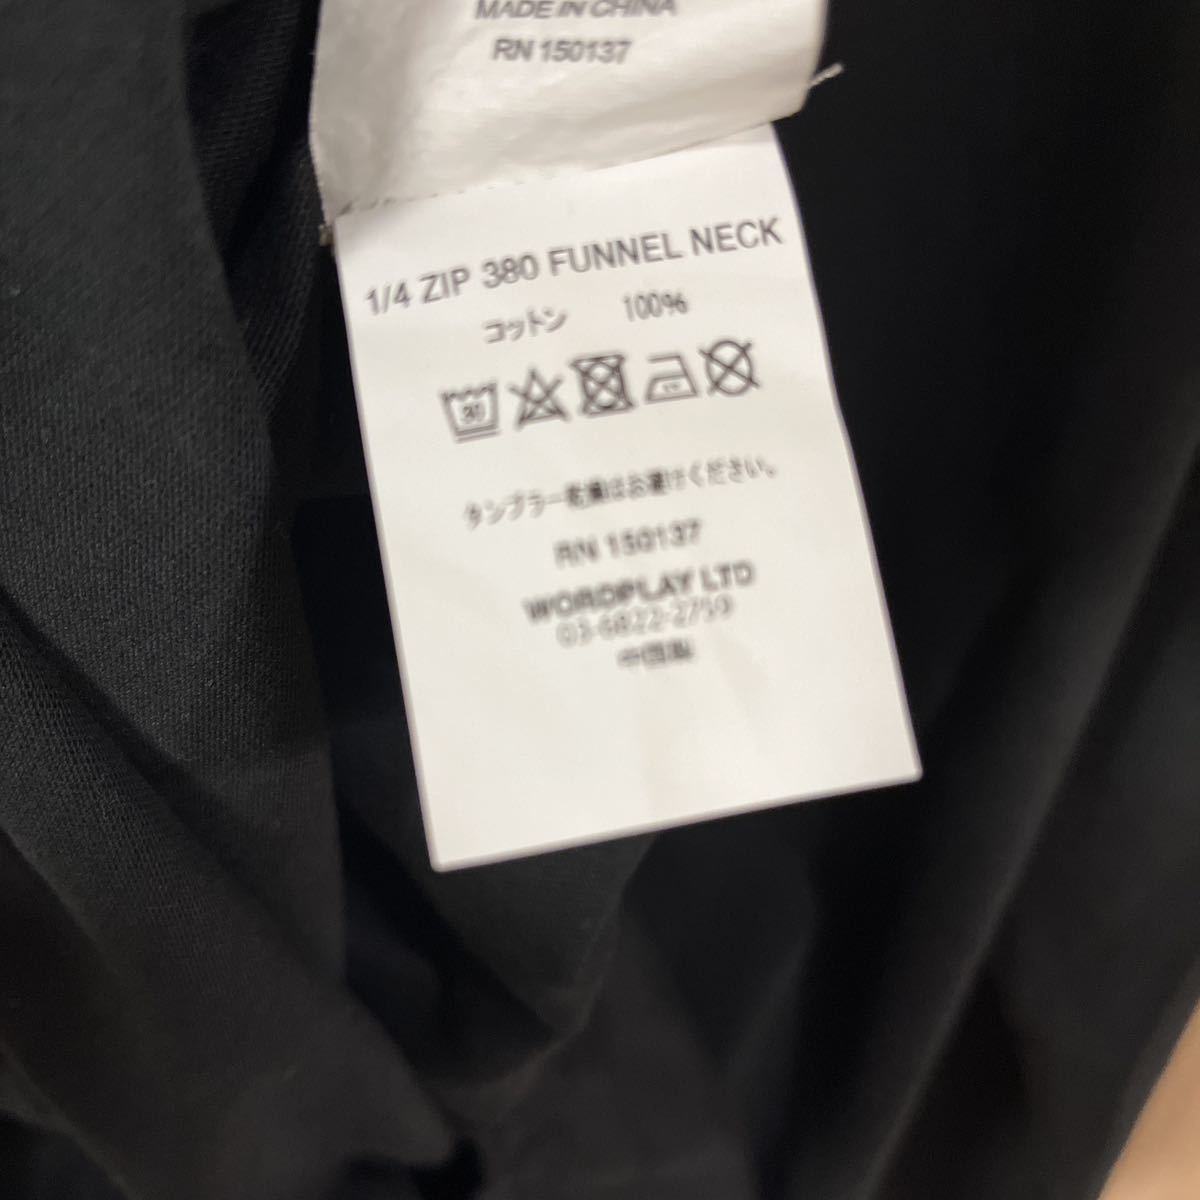 MADE IN CHINA
RN 150137
1/4 ZIP 380 FUNNEL NECK
コットン 100%
30
タンブラー乾燥はお避けください。
RN 150137
WORDPLAY LTD
03-6822-2759
中国製